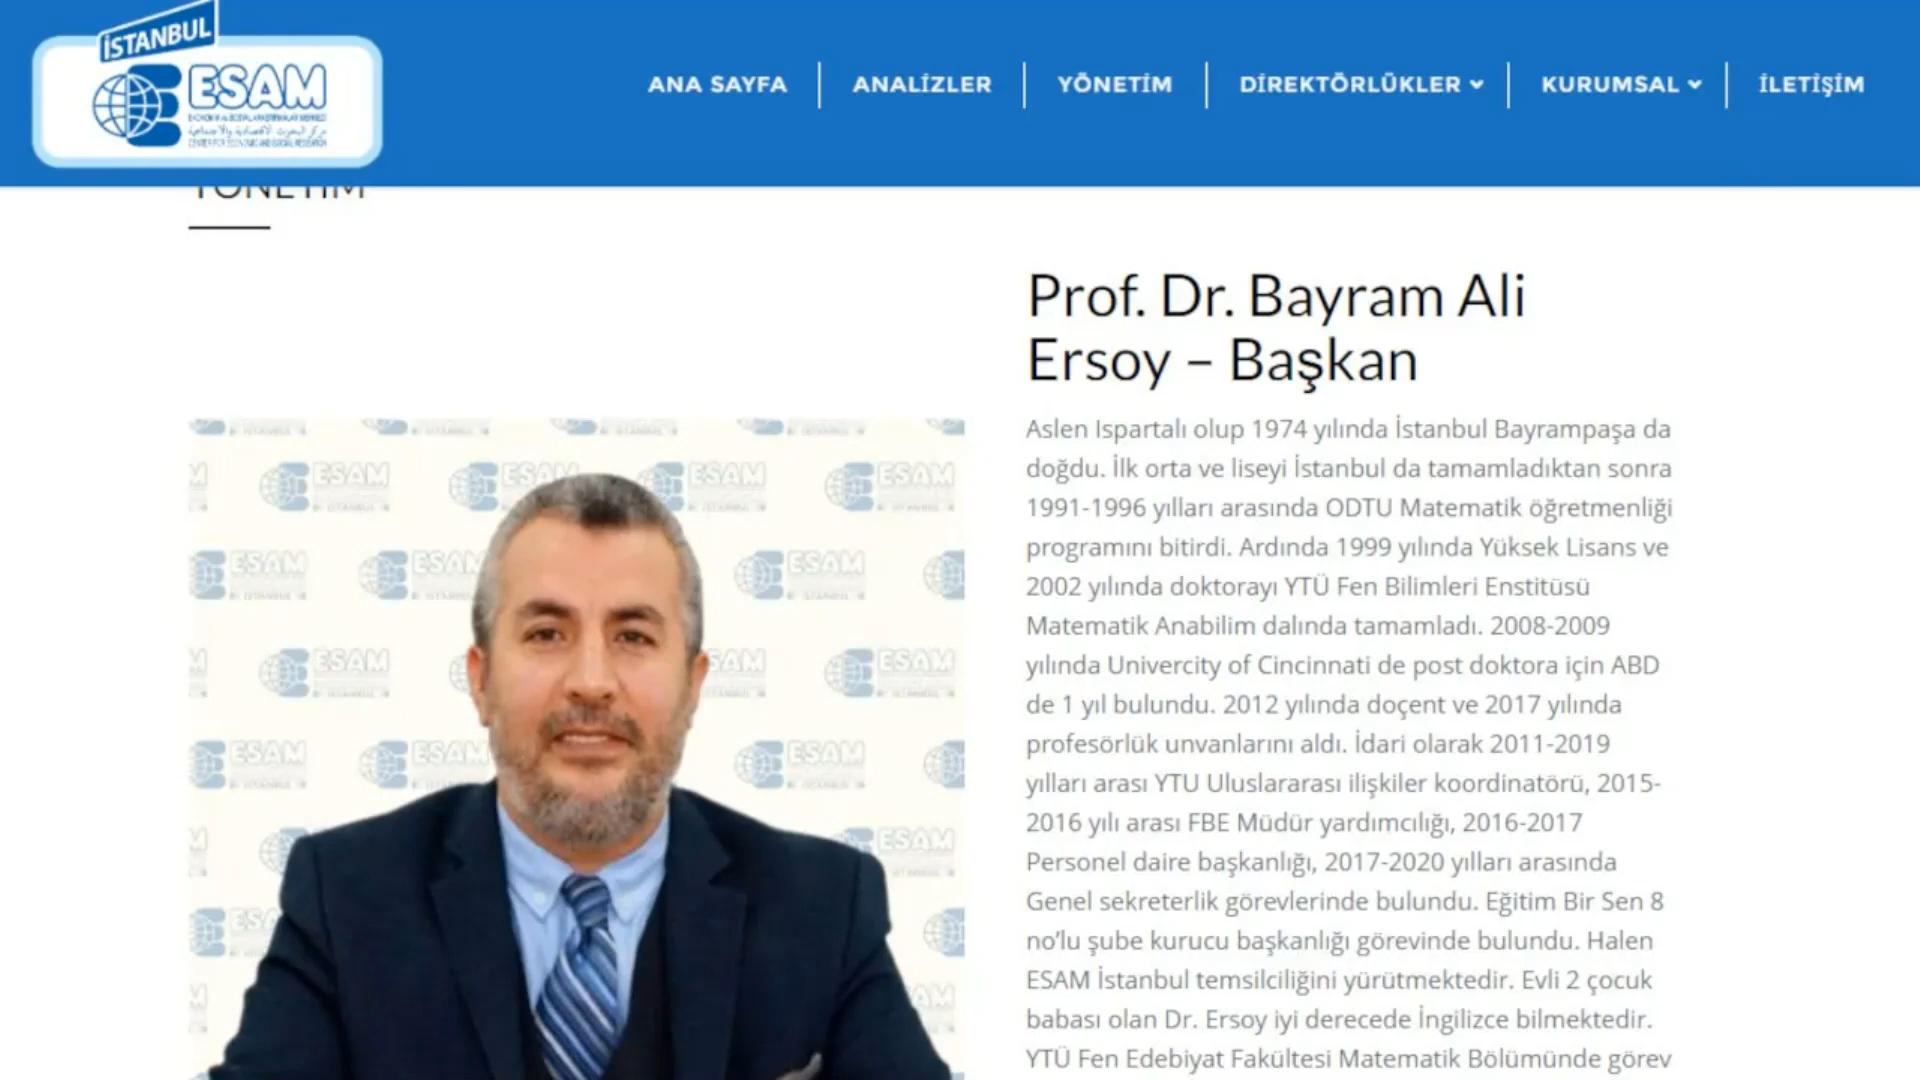 İSTANBUL
ESAM
ANA SAYFA
ANALİZLER
YÖNETİM
DİREKTÖRLÜKLER
KURUMSAL
İLETİŞİM
YÖNETİM
Prof. Dr. Bayram Ali
Ersoy – Başkan
Aslen Ispartalı olup 1974 yılında İstanbul Bayrampaşa da
doğdu. İlk orta ve liseyi İstanbul da tamamladıktan sonra
1991-1996 yılları arasında ODTU Matematik öğretmenliği
programını bitirdi. Ardında 1999 yılında Yüksek Lisans ve
2002 yılında doktorayı YTÜ Fen Bilimleri Enstitüsü
Matematik Anabilim dalında tamamladı. 2008-2009
yılında Univercity of Cincinnati de post doktora için ABD
de 1 yıl bulundu. 2012 yılında doçent ve 2017 yılında
profesörlük unvanlarını aldı. İdari olarak 2011-2019
yılları arası YTU Uluslararası ilişkiler koordinatörü, 2015-
2016 yılı arası FBE Müdür yardımcılığı, 2016-2017
Personel daire başkanlığı, 2017-2020 yılları arasında
Genel sekreterlik görevlerinde bulundu. Eğitim Bir Sen 8
no’lu şube kurucu başkanlığı görevinde bulundu. Halen
ESAM İstanbul temsilciliğini yürütmektedir. Evli 2 çocuk
babası olan Dr. Ersoy iyi derecede İngilizce bilmektedir.
YTÜ Fen Edebiyat Fakültesi Matematik Bölümünde görev